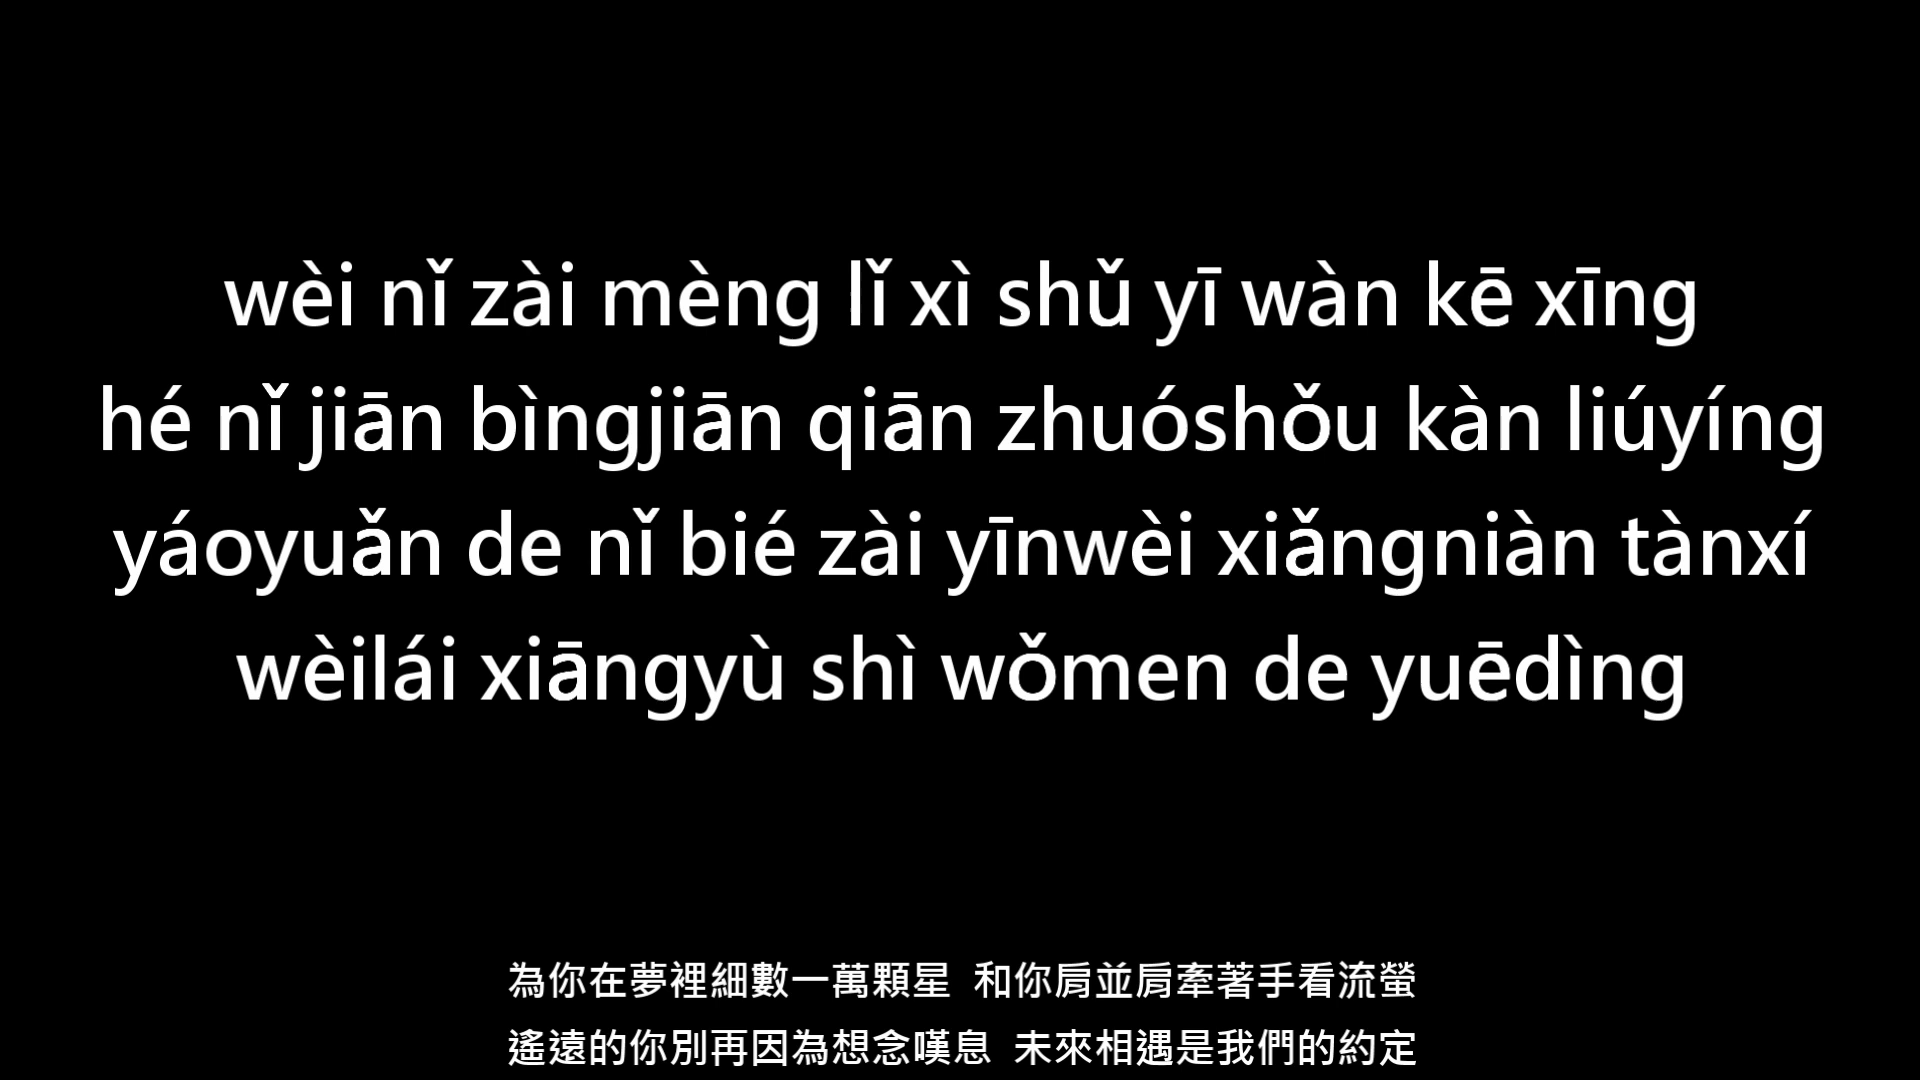 wèi nǐ zài mèng lǐ xì shǔ yī wàn kē xīng
hé nǐ jiān bìngjiān qiān zhuóshǒu kàn liúyíng
yáoyuǎn de nǐ bié zài yīnwèi xiǎngniàn tànxí
wèilái xiāngyù shì wǒmen de yuēdìng
為你在夢裡細數一萬顆星 和你肩並肩牽著手看流螢
遙遠的你別再因為想念嘆息 未來相遇是我們的約定